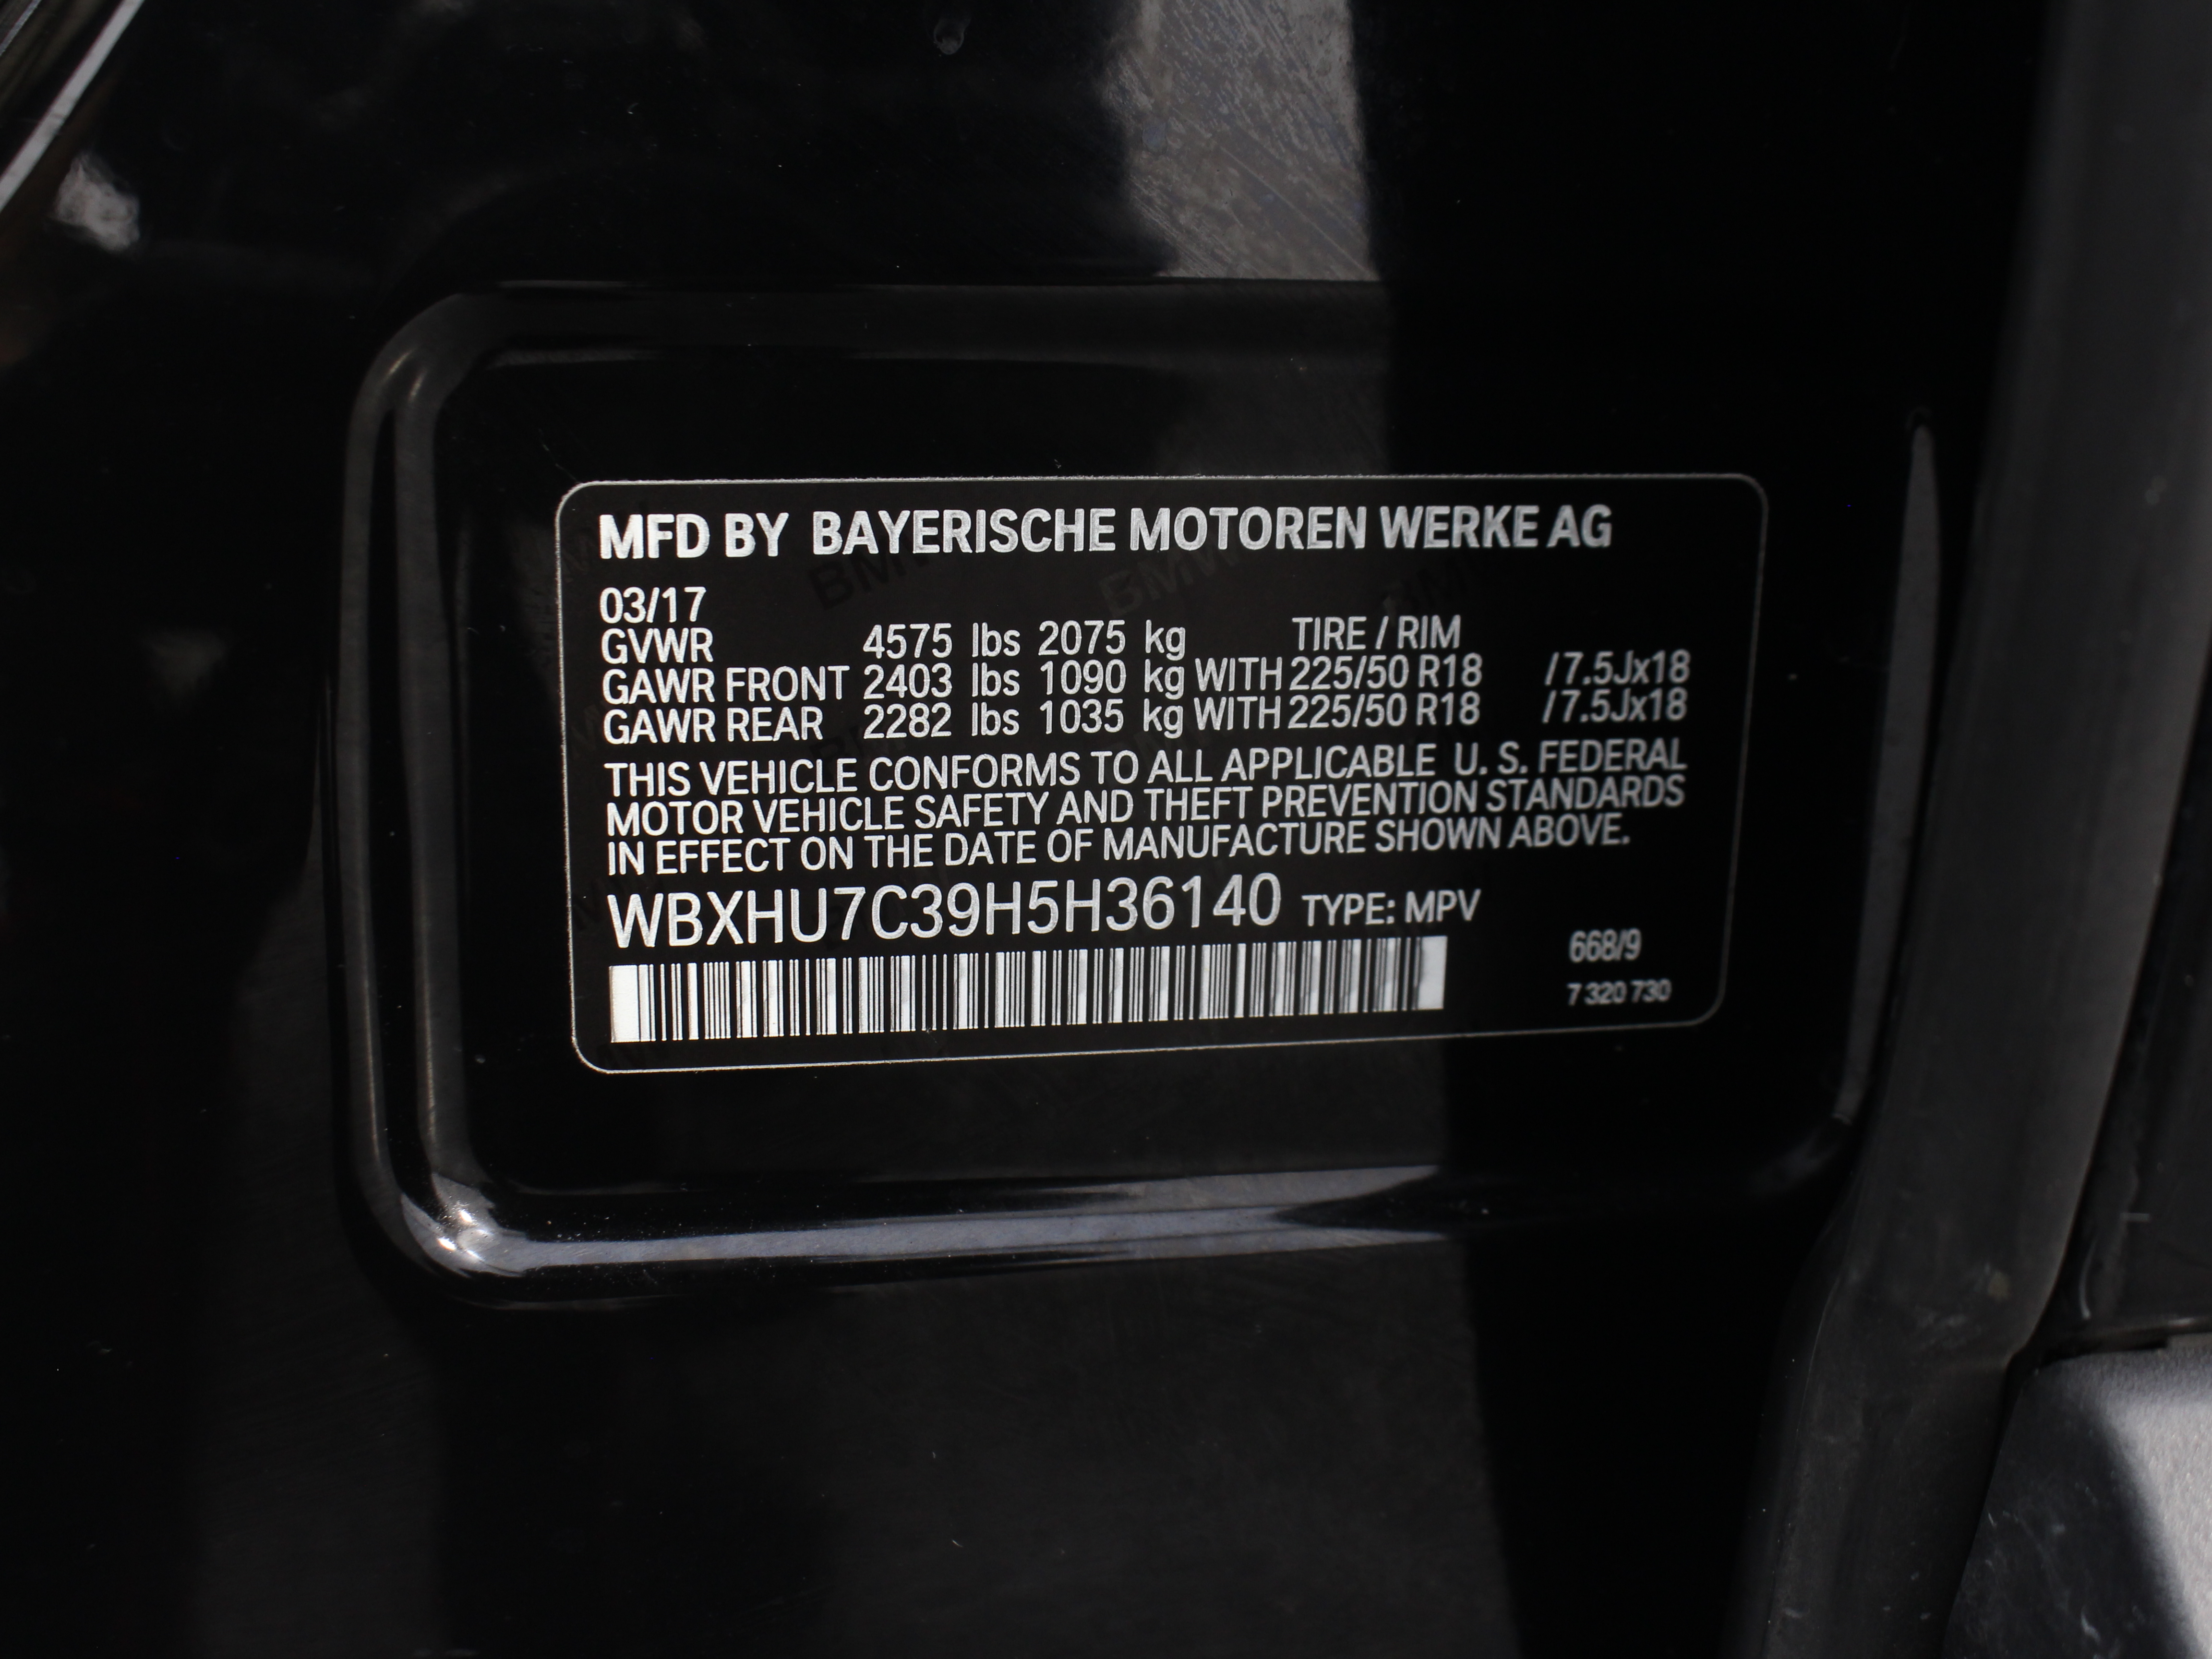 MFD BY BAYERISCHE MOTOREN WERKE AG
03/17
GVWR 4575 lbs 2075 kg TIRE / RIM
GAWR FRONT 2403 lbs 1090 kg WITH 225/50 R18 / 7.5Jx18
GAWR REAR 2282 lbs 1035 kg WITH 225/50 R18 / 7.5Jx18
THIS VEHICLE CONFORMS TO ALL APPLICABLE U. S. FEDERAL
MOTOR VEHICLE SAFETY AND THEFT PREVENTION STANDARDS
IN EFFECT ON THE DATE OF MANUFACTURE SHOWN ABOVE.
WBXHU7C39H5H36140 TYPE: MPV
668/9
7 320 730